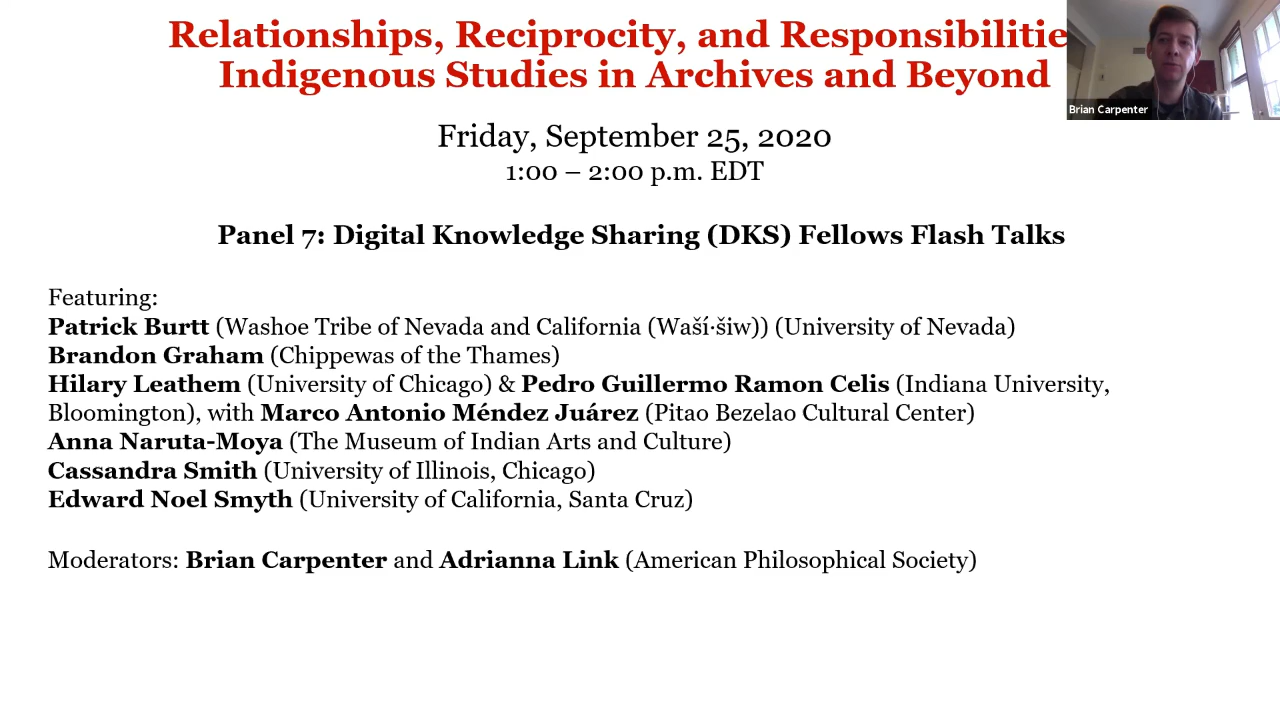 Relationships, Reciprocity, and Responsibilitie
Indigenous Studies in Archives and Beyond
Brian Carpenter
Friday, September 25, 2020
1:00 – 2:00 p.m. EDT
Panel 7: Digital Knowledge Sharing (DKS) Fellows Flash Talks
Featuring:
Patrick Burtt (Washoe Tribe of Nevada and California (Waší·šiw)) (University of Nevada)
Brandon Graham (Chippewas of the Thames)
Hilary Leathem (University of Chicago) & Pedro Guillermo Ramon Celis (Indiana University,
Bloomington), with Marco Antonio Méndez Juárez (Pitao Bezelao Cultural Center)
Anna Naruta-Moya (The Museum of Indian Arts and Culture)
Cassandra Smith (University of Illinois, Chicago)
Edward Noel Smyth (University of California, Santa Cruz)
Moderators: Brian Carpenter and Adrianna Link (American Philosophical Society)